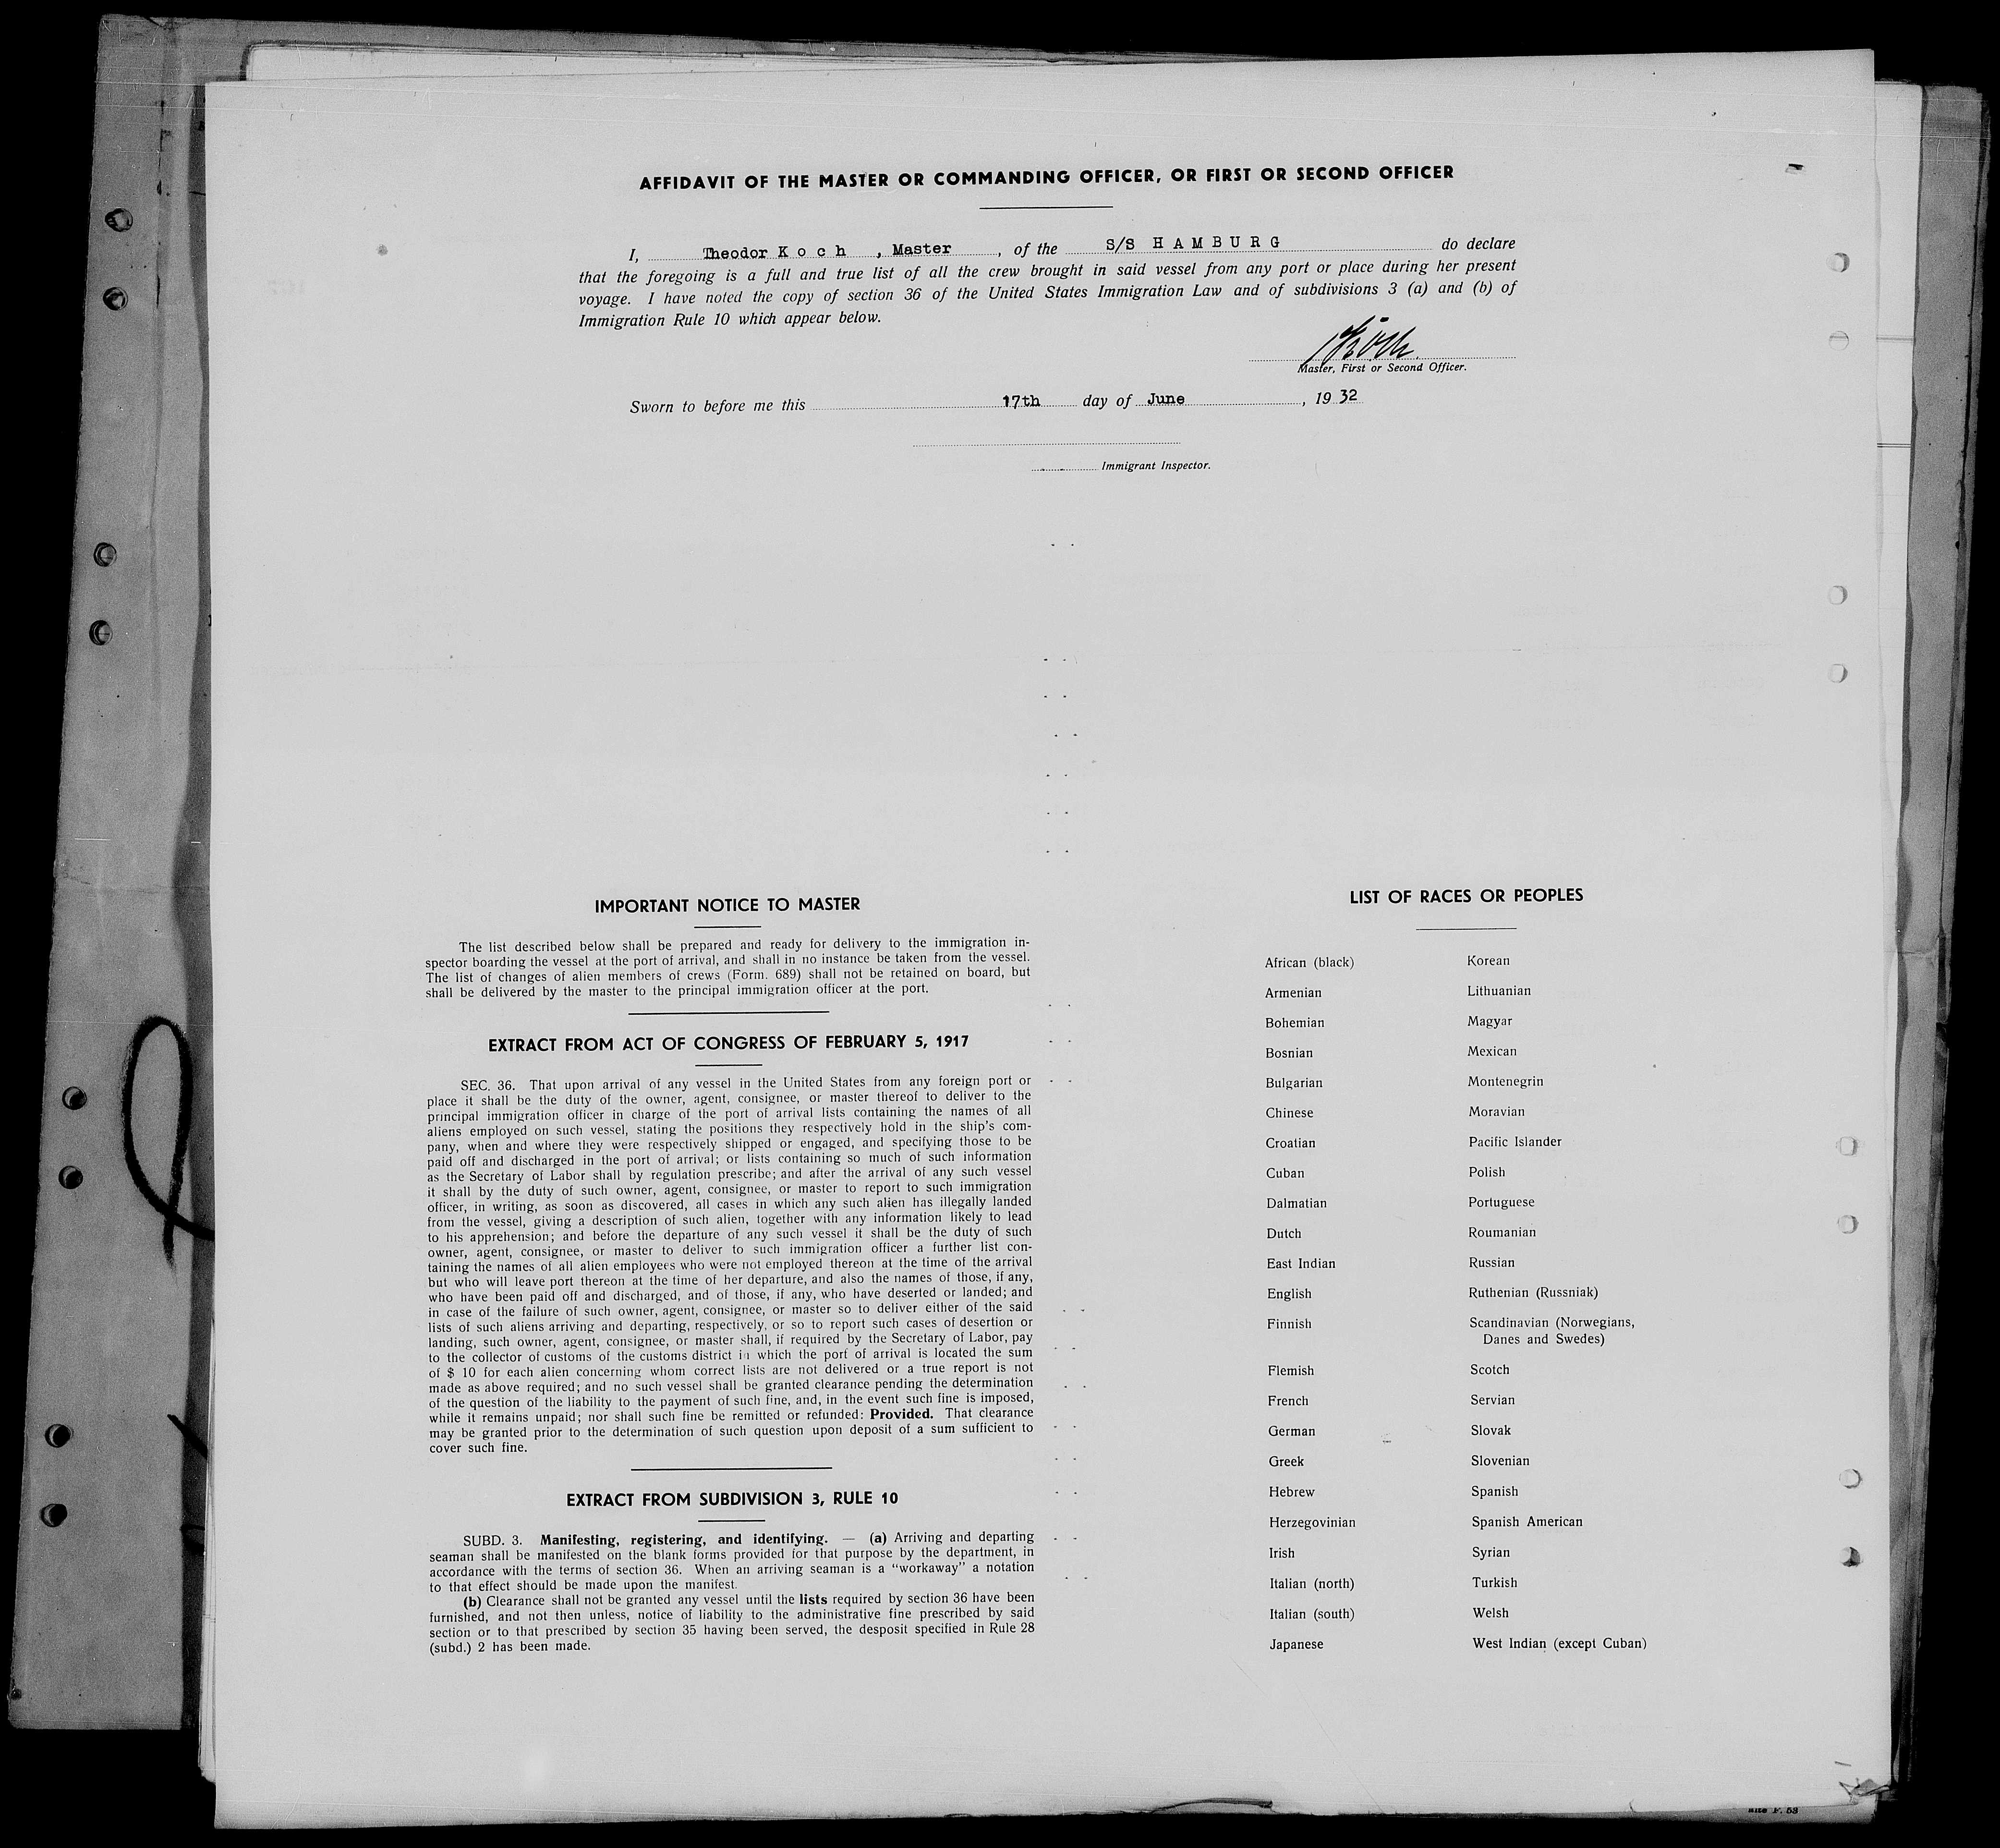 AFFIDAVIT OF THE MASTER OR COMMANDING OFFICER, OR FIRST OR SECOND OFFICER
I, Theodor K o c h , Master , of the S/S H A M B U R G do declare
that the foregoing is a full and true list of all the crew brought in said vessel from any port or place during her present
voyage. I have noted the copy of section 36 of the United States Immigration Law and of subdivisions 3 (a) and (b) of
Immigration Rule 10 which appear below.
Master, First or Second Officer.
Sworn to before me this 17th day of June , 19 32
Immigrant Inspector.
IMPORTANT NOTICE TO MASTER
The list described below shall be prepared and ready for delivery to the immigration in-
spector boarding the vessel at the port of arrival, and shall in no instance be taken from the vessel.
The list of changes of alien members of crews (Form. 689) shall not be retained on board, but
shall be delivered by the master to the principal immigration officer at the port.
EXTRACT FROM ACT OF CONGRESS OF FEBRUARY 5, 1917
SEC. 36. That upon arrival of any vessel in the United States from any foreign port or
place it shall be the duty of the owner, agent, consignee, or master thereof to deliver to the
principal immigration officer in charge of the port of arrival lists containing the names of all
aliens employed on such vessel, stating the positions they respectively hold in the ship's com-
pany, when and where they were respectively shipped or engaged, and specifying those to be
paid off and discharged in the port of arrival; or lists containing so much of such information
as the Secretary of Labor shall by regulation prescribe; and after the arrival of any such vessel
it shall by the duty of such owner, agent, consignee, or master to report to such immigration
officer, in writing, as soon as discovered, all cases in which any such alien has illegally landed
from the vessel, giving a description of such alien, together with any information likely to lead
to his apprehension; and before the departure of any such vessel it shall be the duty of such
owner, agent, consignee, or master to deliver to such immigration officer a further list con-
taining the names of all alien employees who were not employed thereon at the time of the arrival
but who will leave port thereon at the time of her departure, and also the names of those, if any,
who have been paid off and discharged, and of those, if any, who have deserted or landed; and
in case of the failure of such owner, agent, consignee, or master so to deliver either of the said
lists of such aliens arriving and departing, respectively, or so to report such cases of desertion or
landing, such owner, agent, consignee, or master shall, if required by the Secretary of Labor, pay
to the collector of customs of the customs district in which the port of arrival is located the sum
of $ 10 for each alien concerning whom correct lists are not delivered or a true report is not
made as above required; and no such vessel shall be granted clearance pending the determination
of the question of the liability to the payment of such fine, and, in the event such fine is imposed,
while it remains unpaid; nor shall such fine be remitted or refunded: Provided. That clearance
may be granted prior to the determination of such question upon deposit of a sum sufficient to
cover such fine.
EXTRACT FROM SUBDIVISION 3, RULE 10
SUBD. 3. Manifesting, registering, and identifying. — (a) Arriving and departing
seaman shall be manifested on the blank forms provided for that purpose by the department, in
accordance with the terms of section 36. When an arriving seaman is a "workaway" a notation
to that effect should be made upon the manifest.
(b) Clearance shall not be granted any vessel until the lists required by section 36 have been
furnished, and not then unless, notice of liability to the administrative fine prescribed by said
section or to that prescribed by section 35 having been served, the desposit specified in Rule 28
(subd.) 2 has been made.
LIST OF RACES OR PEOPLES
African (black)
Armenian
Bohemian
Bosnian
Bulgarian
Chinese
Croatian
Cuban
Dalmatian
Dutch
East Indian
English
Finnish
Flemish
French
German
Greek
Hebrew
Herzegovinian
Irish
Italian (north)
Italian (south)
Japanese
Korean
Lithuanian
Magyar
Mexican
Montenegrin
Moravian
Pacific Islander
Polish
Portuguese
Roumanian
Russian
Ruthenian (Russniak)
Scandinavian (Norwegians,
Danes and Swedes)
Scotch
Servian
Slovak
Slovenian
Spanish
Spanish American
Syrian
Turkish
Welsh
West Indian (except Cuban)